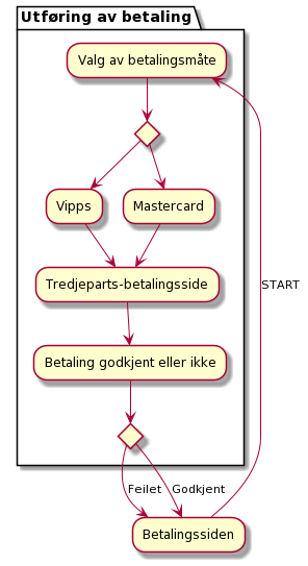 Utføring av betaling
Valg av betalingsmåte
Vipps
Mastercard
Tredjeparts-betalingsside
START
Betaling godkjent eller ikke
Feilet
Godkjent
Betalingssiden